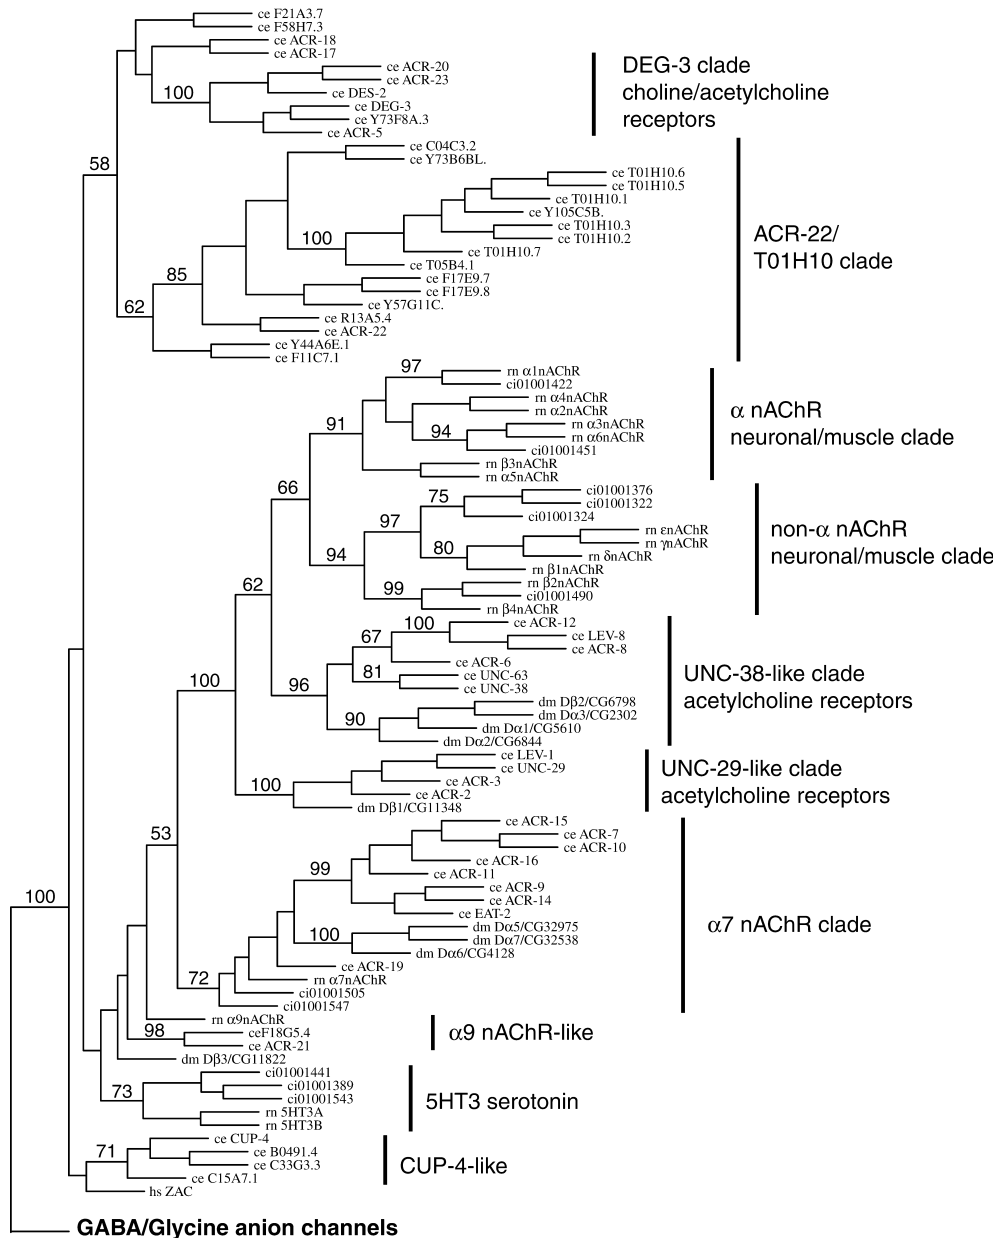 ce F21A3.7
ce F58H7.3
ce ACR-18
ce ACR-17
ce ACR-20
ce ACR-23
100
ce DES-2
ce DEG-3
ce Y73F8A.3
ce ACR-5
DEG-3 clade
choline/acetylcholine
receptors
58
ce C04C3.2
ce Y73B6BL.
ce T01H10.6
ce T01H10.5
ce T01H10.1
ce Y105C5B.
ce T01H10.3
100
ce T01H10.2
ce T01H10.7
ce T05B4.1
85
ce F17E9.7
ce F17E9.8
ce Y57G11C.
62
ce R13A5.4
ce ACR-22
ce Y44A6E.1
ce F11C7.1
ACR-22/
T01H10 clade
97
rn α1nAChR
ci01001422
rn α4nAChR
rn α2nAChR
91
rn α3nAChR
94
rn α6nAChR
ci01001451
rn β3nAChR
rn α5nAChR
α nAChR
neuronal/muscle clade
66
ci01001376
75
ci01001322
ci01001324
97
rn εnAChR
rn γnAChR
94
80
rn δnAChR
rn β1nAChR
rn β2nAChR
99
ci01001490
rn β4nAChR
non-α nAChR
neuronal/muscle clade
62
100
ce ACR-12
67
ce LEV-8
ce ACR-8
ce ACR-6
81
ce UNC-63
96
ce UNC-38
dm Dβ2/CG6798
90
dm Dα3/CG2302
dm Dα1/CG5610
dm Dα2/CG6844
UNC-38-like clade
acetylcholine receptors
100
ce LEV-1
ce UNC-29
100
ce ACR-3
ce ACR-2
dm Dβ1/CG11348
UNC-29-like clade
acetylcholine receptors
53
ce ACR-15
ce ACR-7
ce ACR-10
ce ACR-16
99
ce ACR-11
ce ACR-9
ce ACR-14
ce EAT-2
dm Dα5/CG32975
100
dm Dα7/CG32538
dm Dα6/CG4128
ce ACR-19
72
rn α7nAChR
ci01001505
ci01001547
α7 nAChR clade
100
rn α9nAChR
98
ceF18G5.4
ce ACR-21
dm Dβ3/CG11822
α9 nAChR-like
ci01001441
73
ci01001389
ci01001543
rn 5HT3A
rn 5HT3B
5HT3 serotonin
ce CUP-4
71
ce B0491.4
ce C33G3.3
ce C15A7.1
hs ZAC
CUP-4-like
GABA/Glycine anion channels